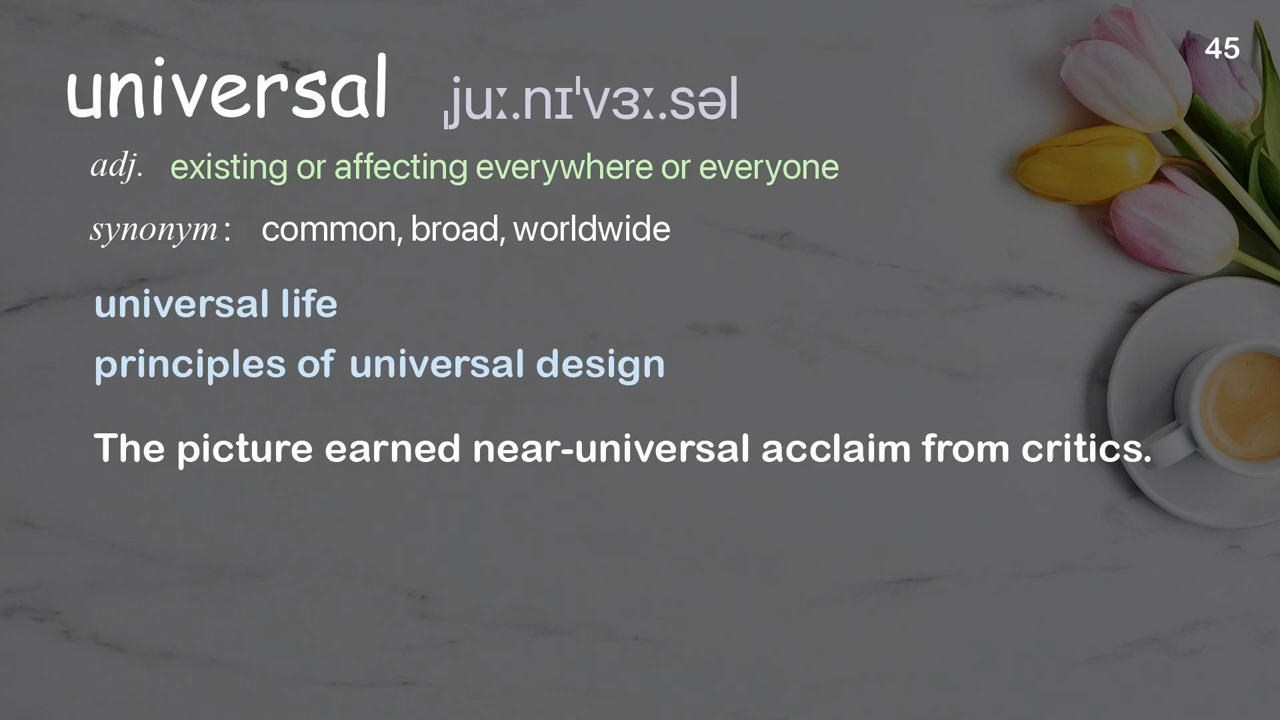 45
universal ˌjuː.nɪˈvɜː.səl
adj. existing or affecting everywhere or everyone
synonym : common, broad, worldwide
universal life
principles of universal design
The picture earned near-universal acclaim from critics.